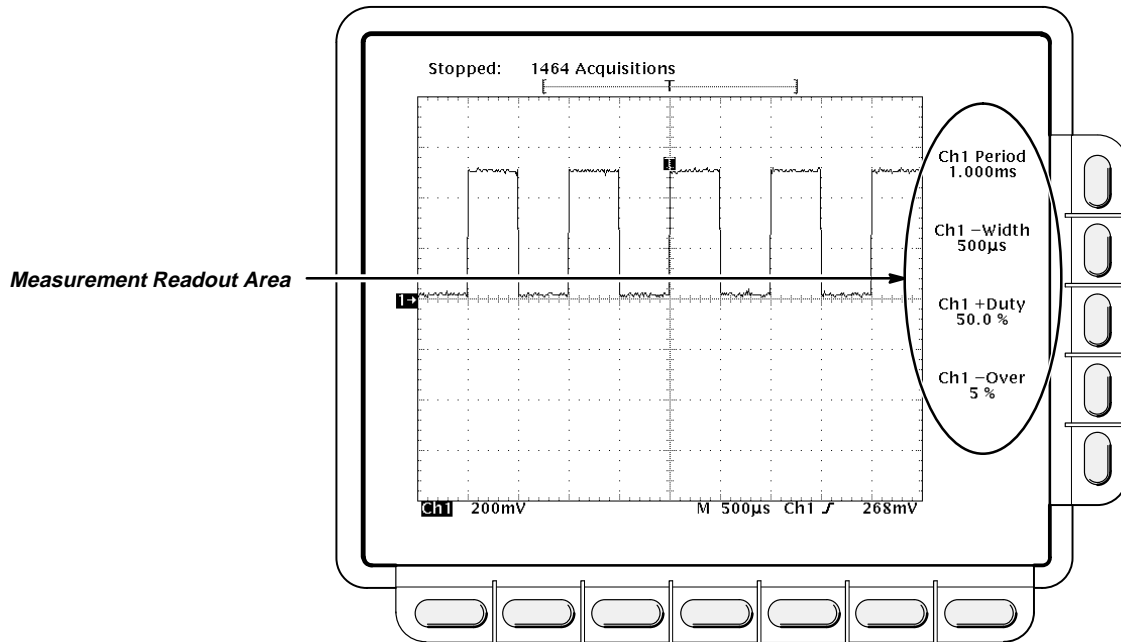 Stopped: 1464 Acquisitions
T
Ch1 Period
1.000ms
Ch1 −Width
500µs
Measurement Readout Area
1→
Ch1 +Duty
50.0 %
Ch1 −Over
5 %
Ch1 200mV M 500µs Ch1 ƒ 268mV